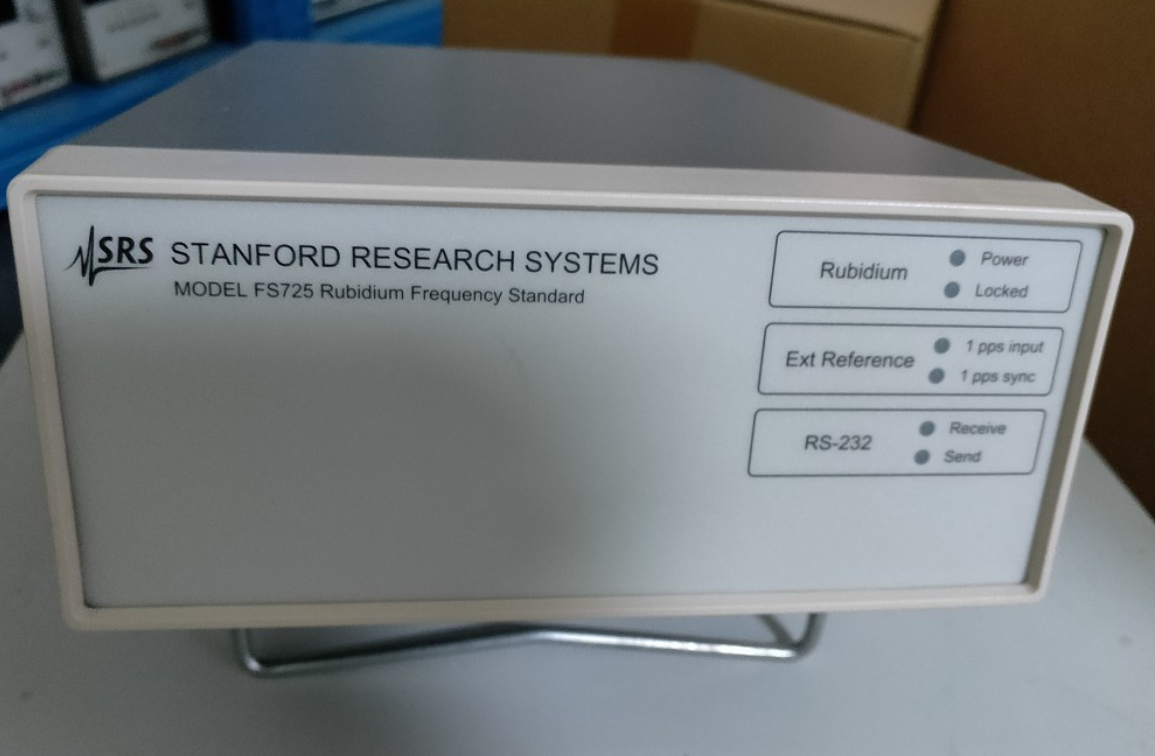 SRS STANFORD RESEARCH SYSTEMS
MODEL FS725 Rubidium Frequency Standard
Rubidium
Power
Locked
Ext Reference
1 pps input
1 pps sync
RS-232
Receive
Send